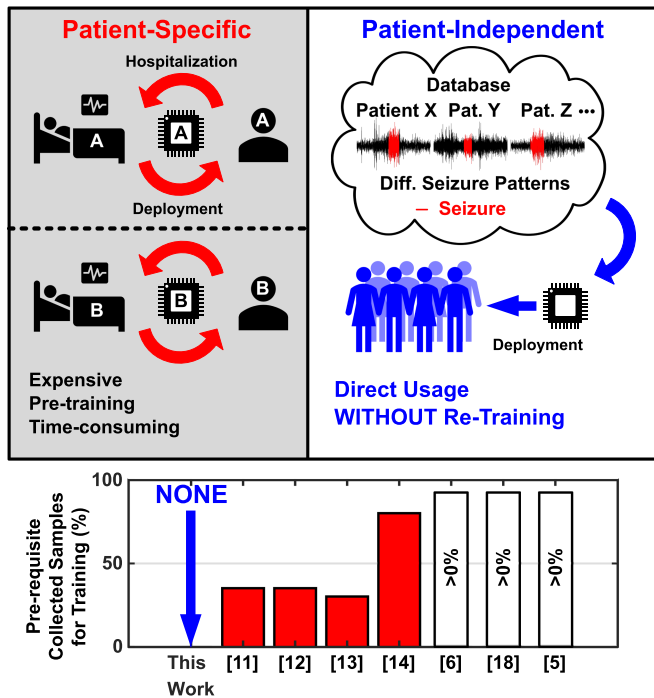 Patient-Specific
Hospitalization
A
A
A
Deployment
B
B
B
Expensive
Pre-training
Time-consuming
Patient-Independent
Database
Patient X Pat. Y Pat. Z ...
Diff. Seizure Patterns
– Seizure
Deployment
Direct Usage
WITHOUT Re-Training
Pre-requisite
Collected Samples
for Training (%)
100
50
0
NONE
>0%
>0%
>0%
This Work
[11]
[12]
[13]
[14]
[6]
[18]
[5]